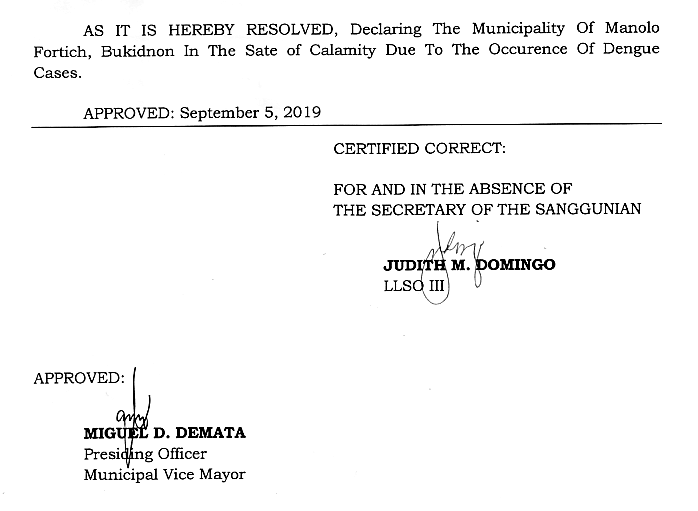 AS IT IS HEREBY RESOLVED, Declaring The Municipality Of Manolo
Fortich, Bukidnon In The Sate of Calamity Due To The Occurence Of Dengue
Cases.
APPROVED: September 5, 2019
CERTIFIED CORRECT:
FOR AND IN THE ABSENCE OF
THE SECRETARY OF THE SANGGUNIAN
JUDITH M. DOMINGO
LLSO III
APPROVED:
MIGUEL D. DEMATA
Presiding Officer
Municipal Vice Mayor